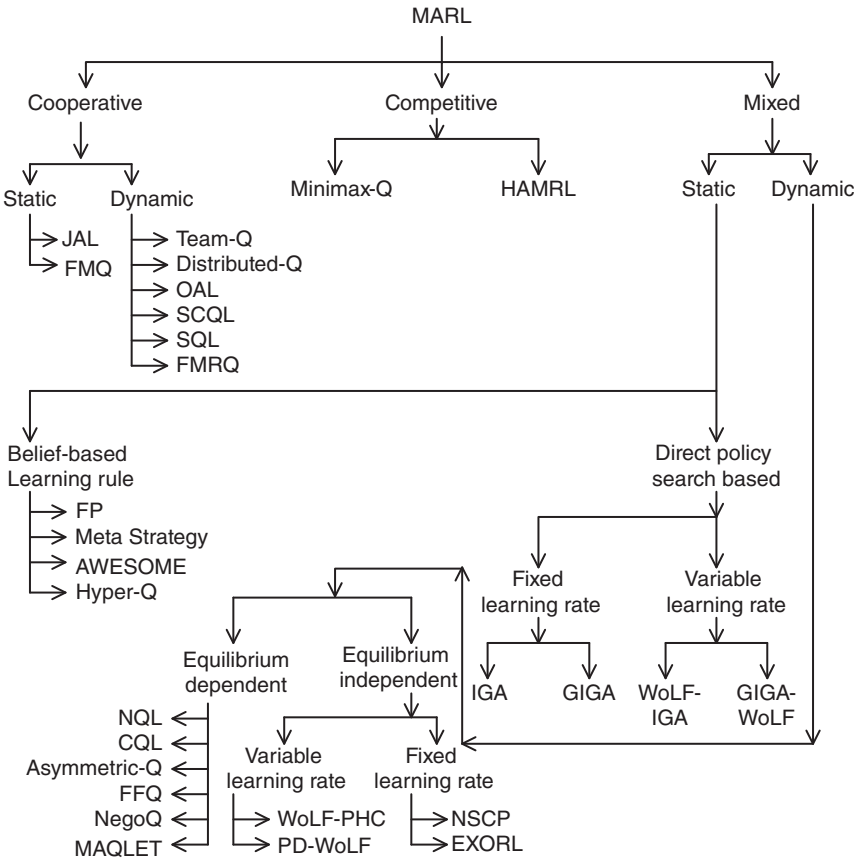 MARL
Cooperative
Competitive
Mixed
Static
Dynamic
Minimax-Q
HAMRL
Static
Dynamic
JAL
FMQ
Team-Q
Distributed-Q
OAL
SCQL
SQL
FMRQ
Belief-based
Learning rule
FP
Meta Strategy
AWESOME
Hyper-Q
Direct policy
search based
Fixed
learning rate
Variable
learning rate
IGA
GIGA
WoLF-
IGA
GIGA-
WoLF
Equilibrium
dependent
Equilibrium
independent
NQL
CQL
Asymmetric-Q
FFQ
NegoQ
MAQLET
Variable
learning rate
Fixed
learning rate
WoLF-PHC
PD-WoLF
NSCP
EXORL